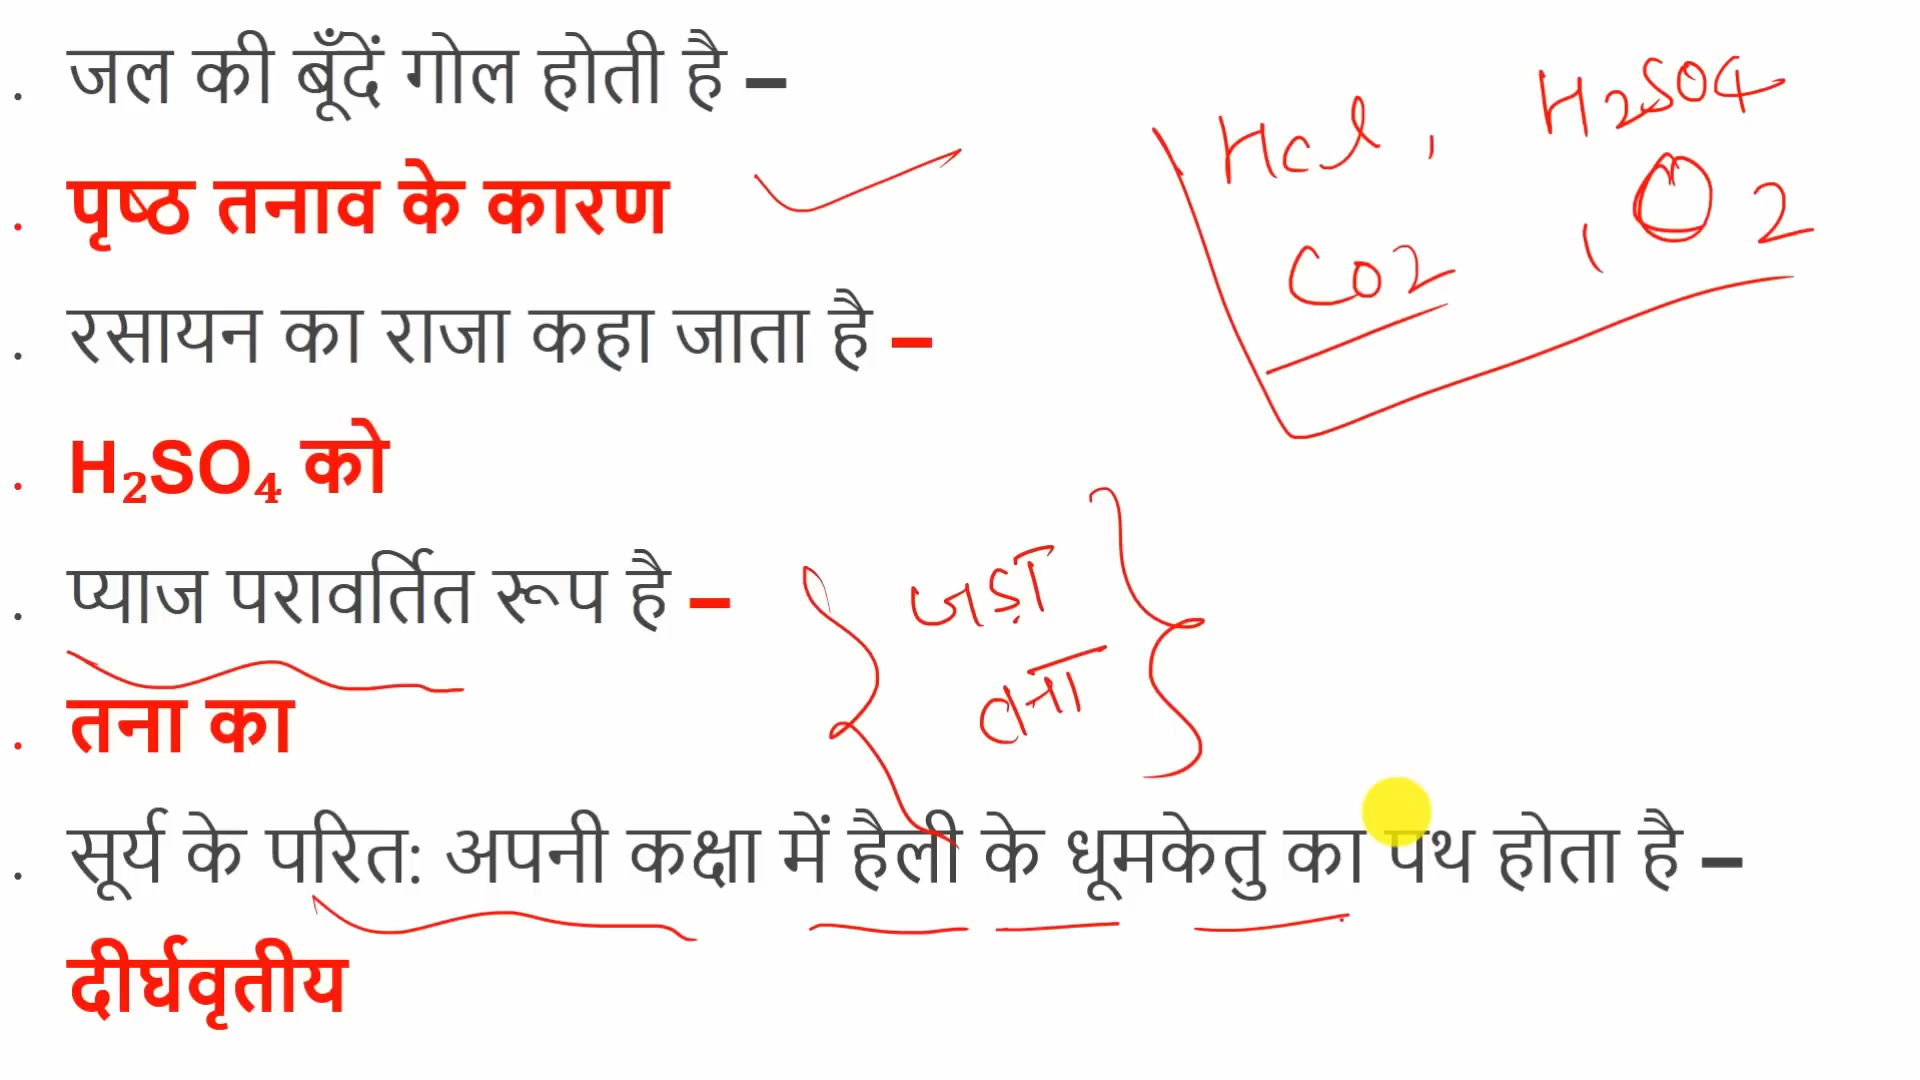 . जल की बूँदें गोल होती है –
. पृष्ठ तनाव के कारण
. रसायन का राजा कहा जाता है –
. H₂SO₄ को
. प्याज परावर्तित रूप है –
. तना का
. सूर्य के परित: अपनी कक्षा में हैली के धूमकेतु का पथ होता है –
दीर्घवृतीय
Hcl, H2SO4
CO2, O2
जड़ा
तना